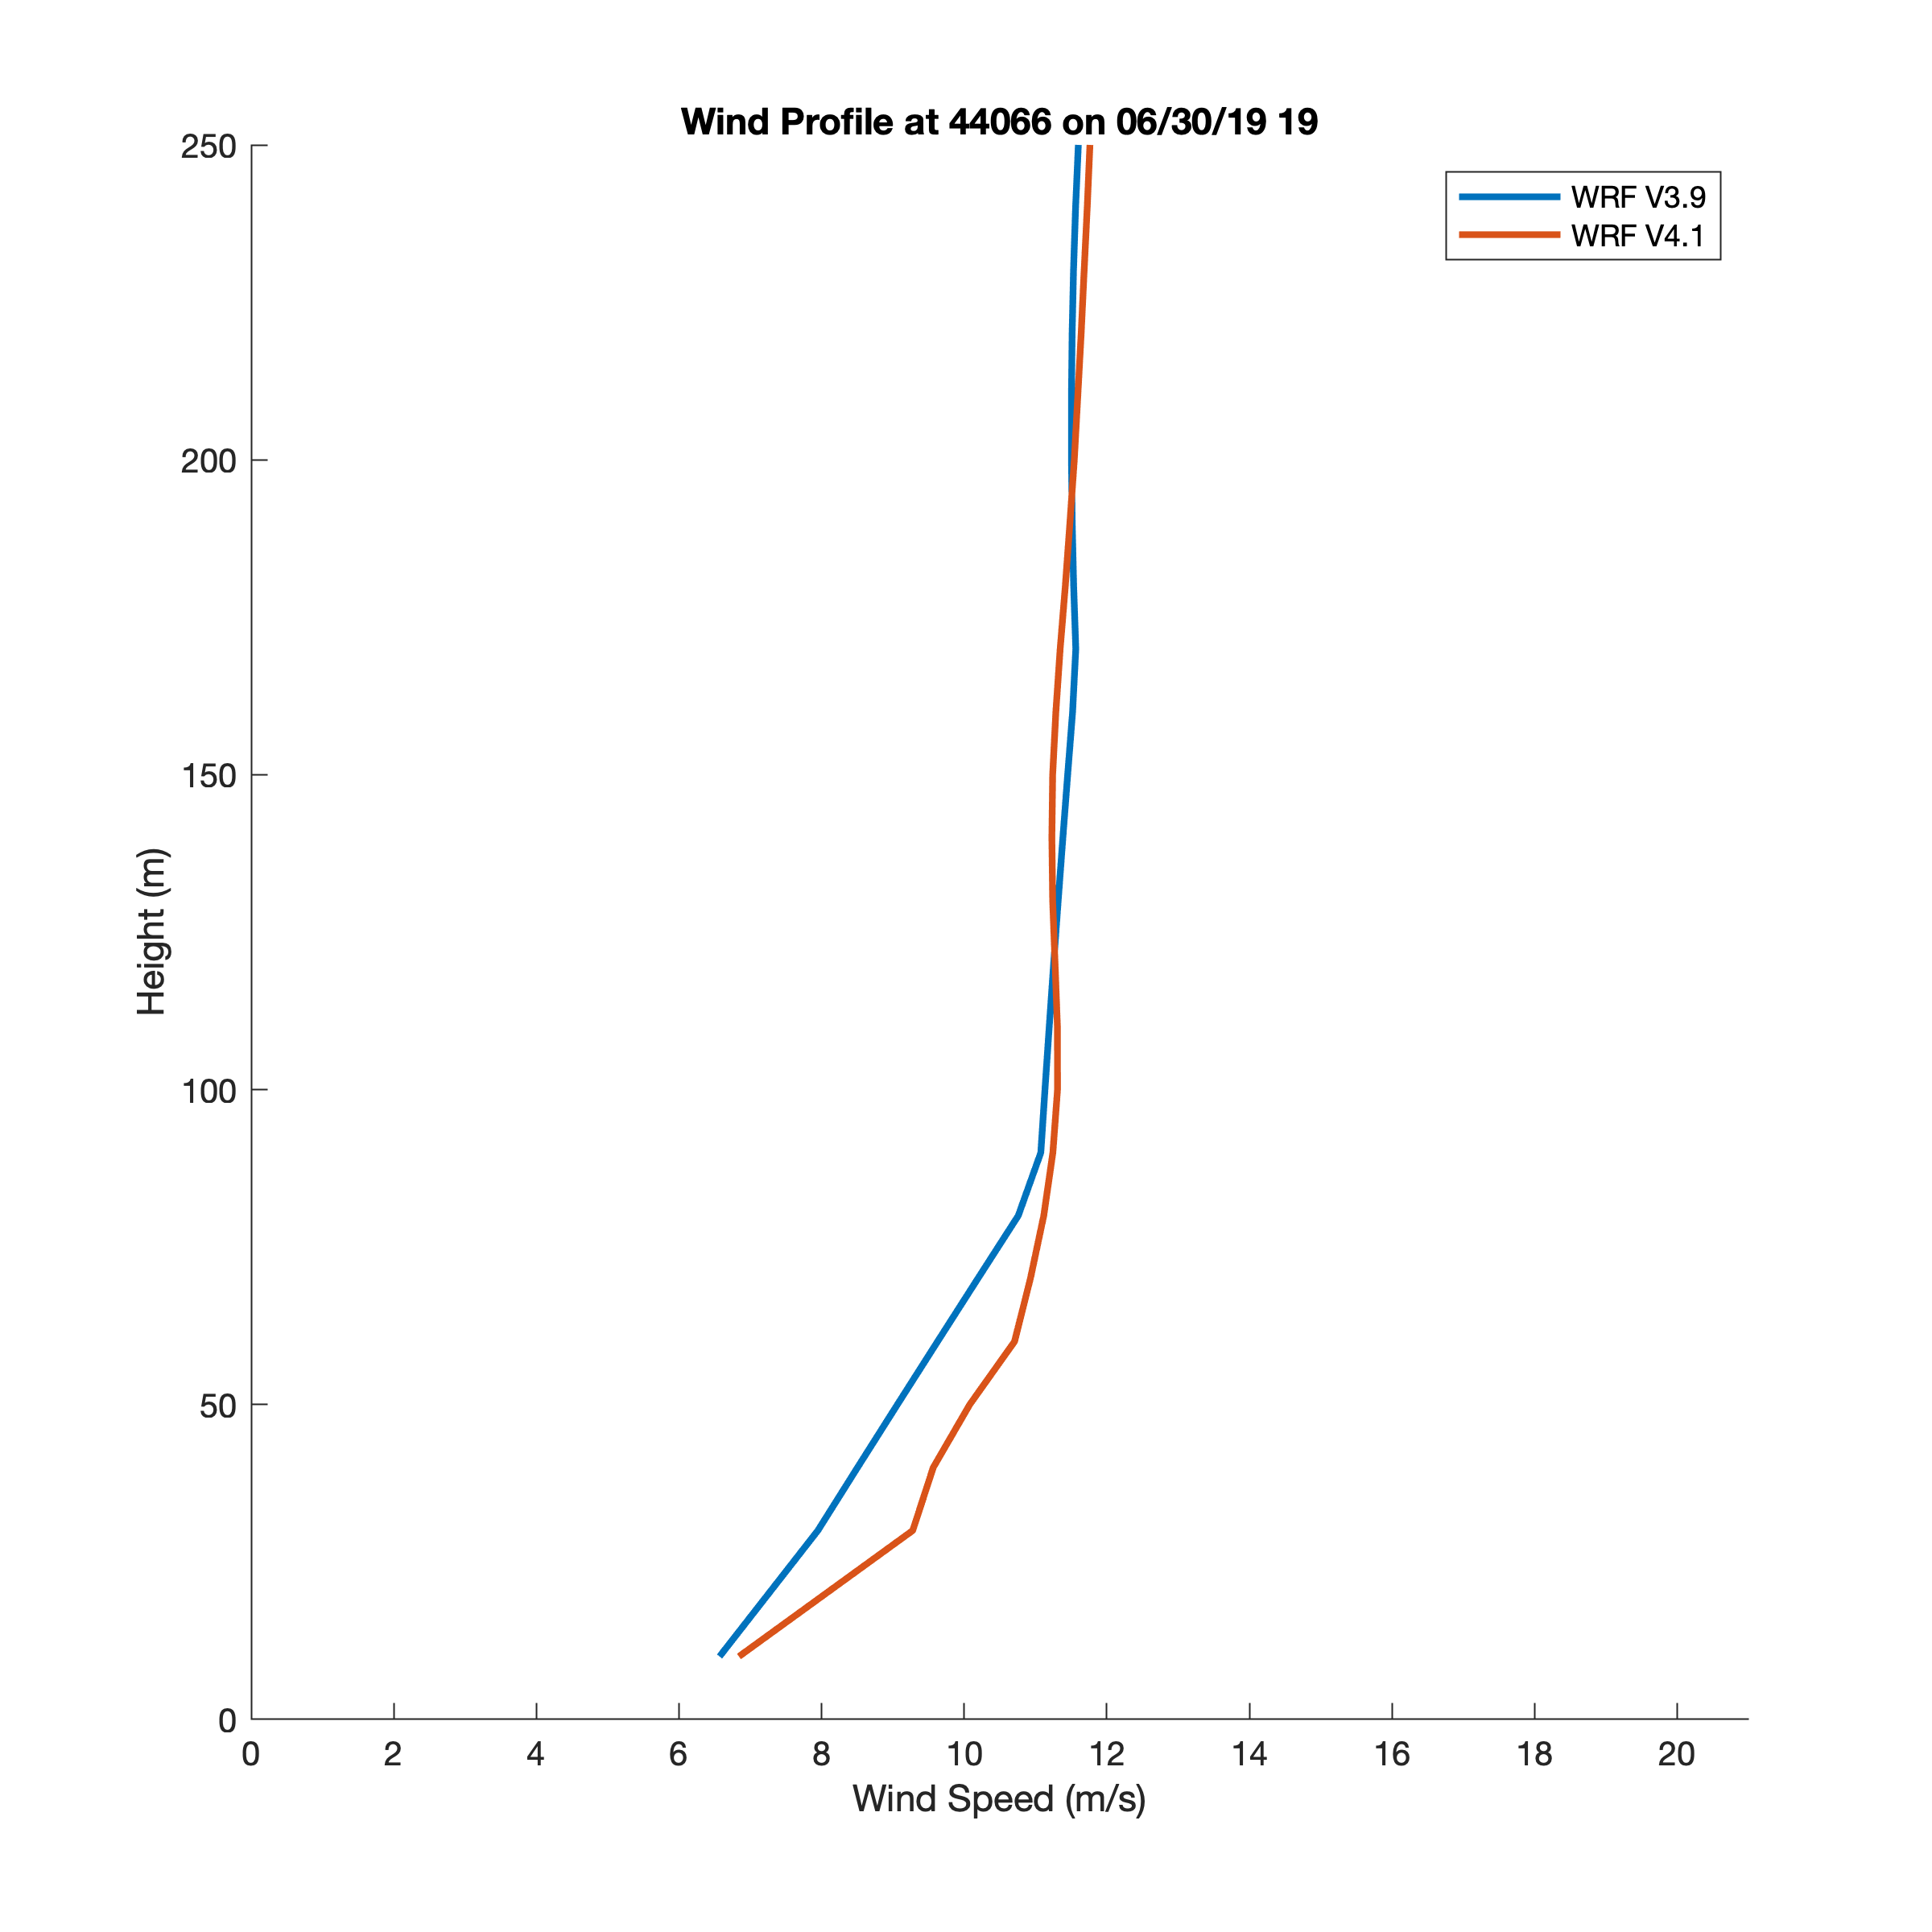 Wind Profile at 44066 on 06/30/19 19
WRF V3.9
WRF V4.1
250
200
150
100
50
0
Height (m)
0 2 4 6 8 10 12 14 16 18 20
Wind Speed (m/s)